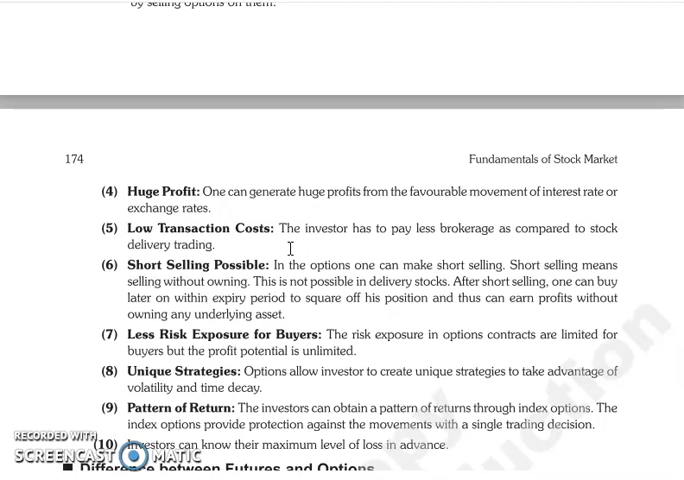 by selling options on them.
174 Fundamentals of Stock Market
(4) Huge Profit: One can generate huge profits from the favourable movement of interest rate or
exchange rates.
(5) Low Transaction Costs: The investor has to pay less brokerage as compared to stock
delivery trading.
(6) Short Selling Possible: In the options one can make short selling. Short selling means
selling without owning. This is not possible in delivery stocks. After short selling, one can buy
later on within expiry period to square off his position and thus can earn profits without
owning any underlying asset.
(7) Less Risk Exposure for Buyers: The risk exposure in options contracts are limited for
buyers but the profit potential is unlimited.
(8) Unique Strategies: Options allow investor to create unique strategies to take advantage of
volatility and time decay.
(9) Pattern of Return: The investors can obtain a pattern of returns through index options. The
index options provide protection against the movements with a single trading decision.
(10) Investors can know their maximum level of loss in advance.
■ Difference between Futures and Options
RECORDED WITH
SCREENCAST MATIC